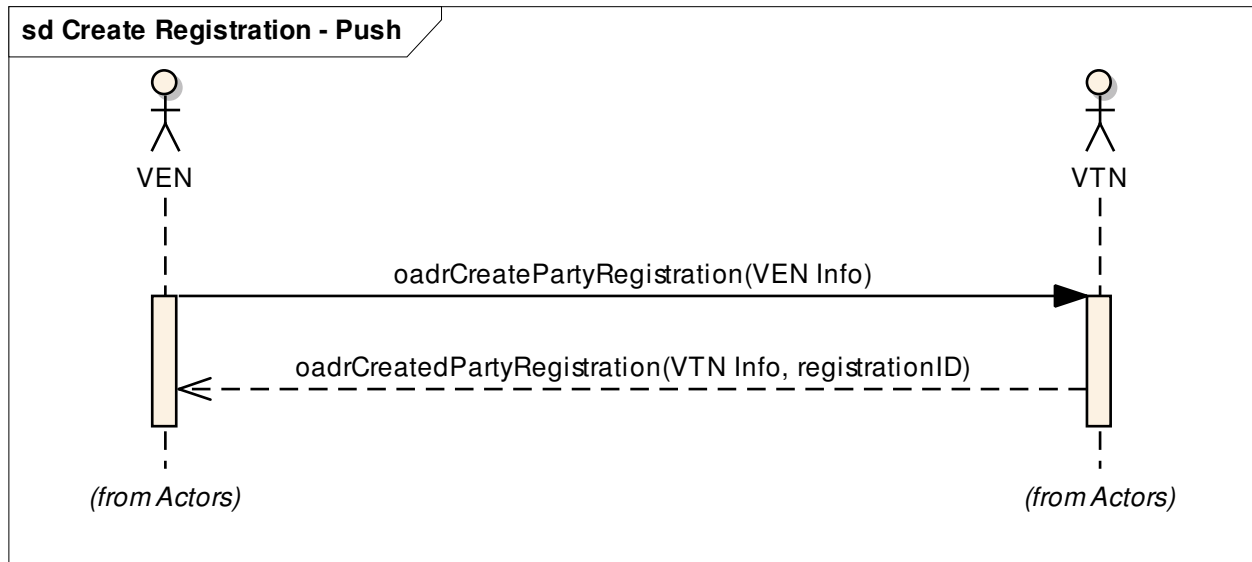 sd Create Registration - Push
VEN
VTN
oadrCreatePartyRegistration(VEN Info)
oadrCreatedPartyRegistration(VTN Info, registrationID)
(from Actors)
(from Actors)